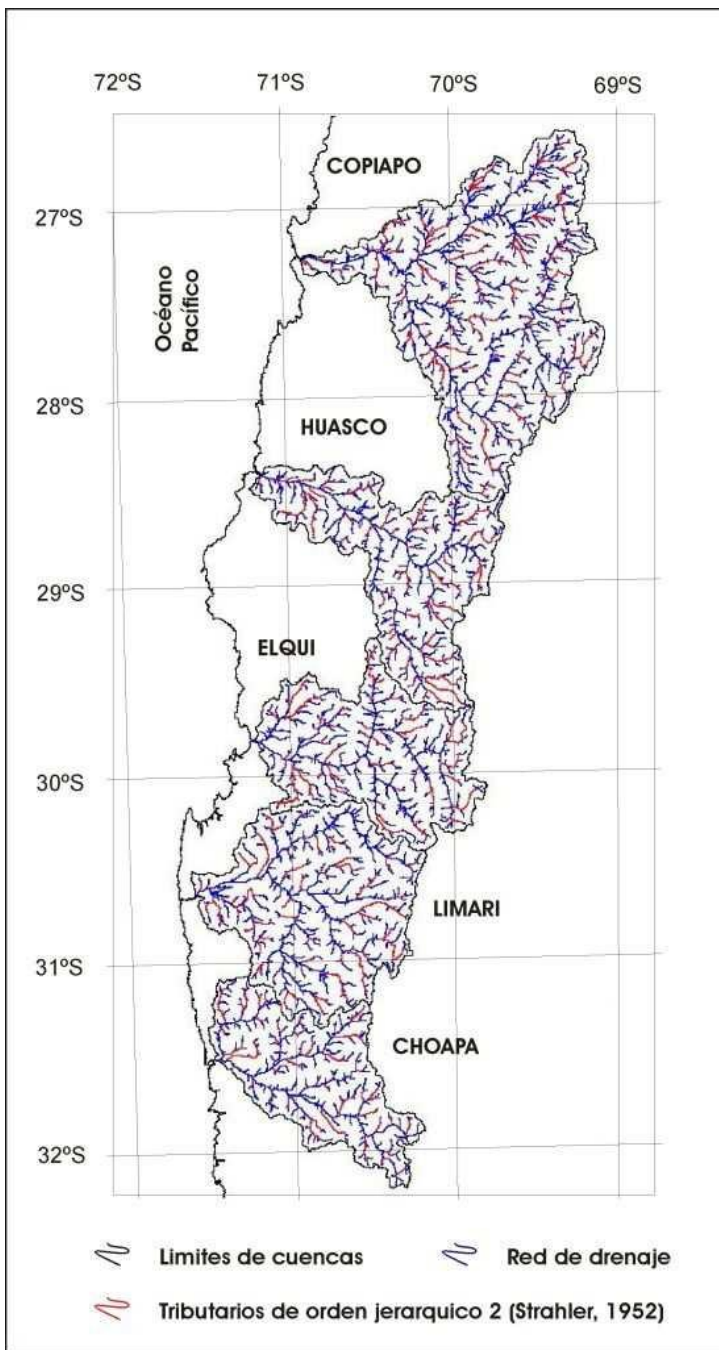 72ºS 71ºS 70ºS 69ºS
COPIAPO
27ºS
Océano
Pacífico
28ºS
HUASCO
29ºS
ELQUI
30ºS
LIMARI
31ºS
CHOAPA
32ºS
Limites de cuencas
Red de drenaje
Tributarios de orden jerarquico 2 (Strahler, 1952)